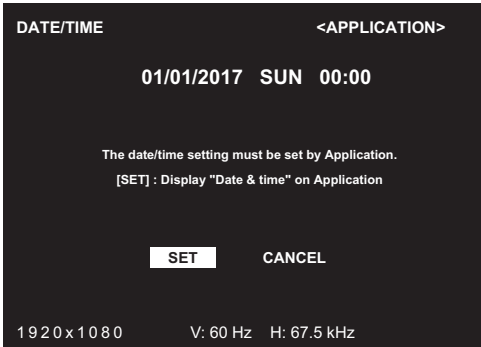 DATE/TIME <APPLICATION>
01/01/2017 SUN 00:00
The date/time setting must be set by Application.
[SET] : Display "Date & time" on Application
SET CANCEL
1920x1080 V: 60 Hz H: 67.5 kHz